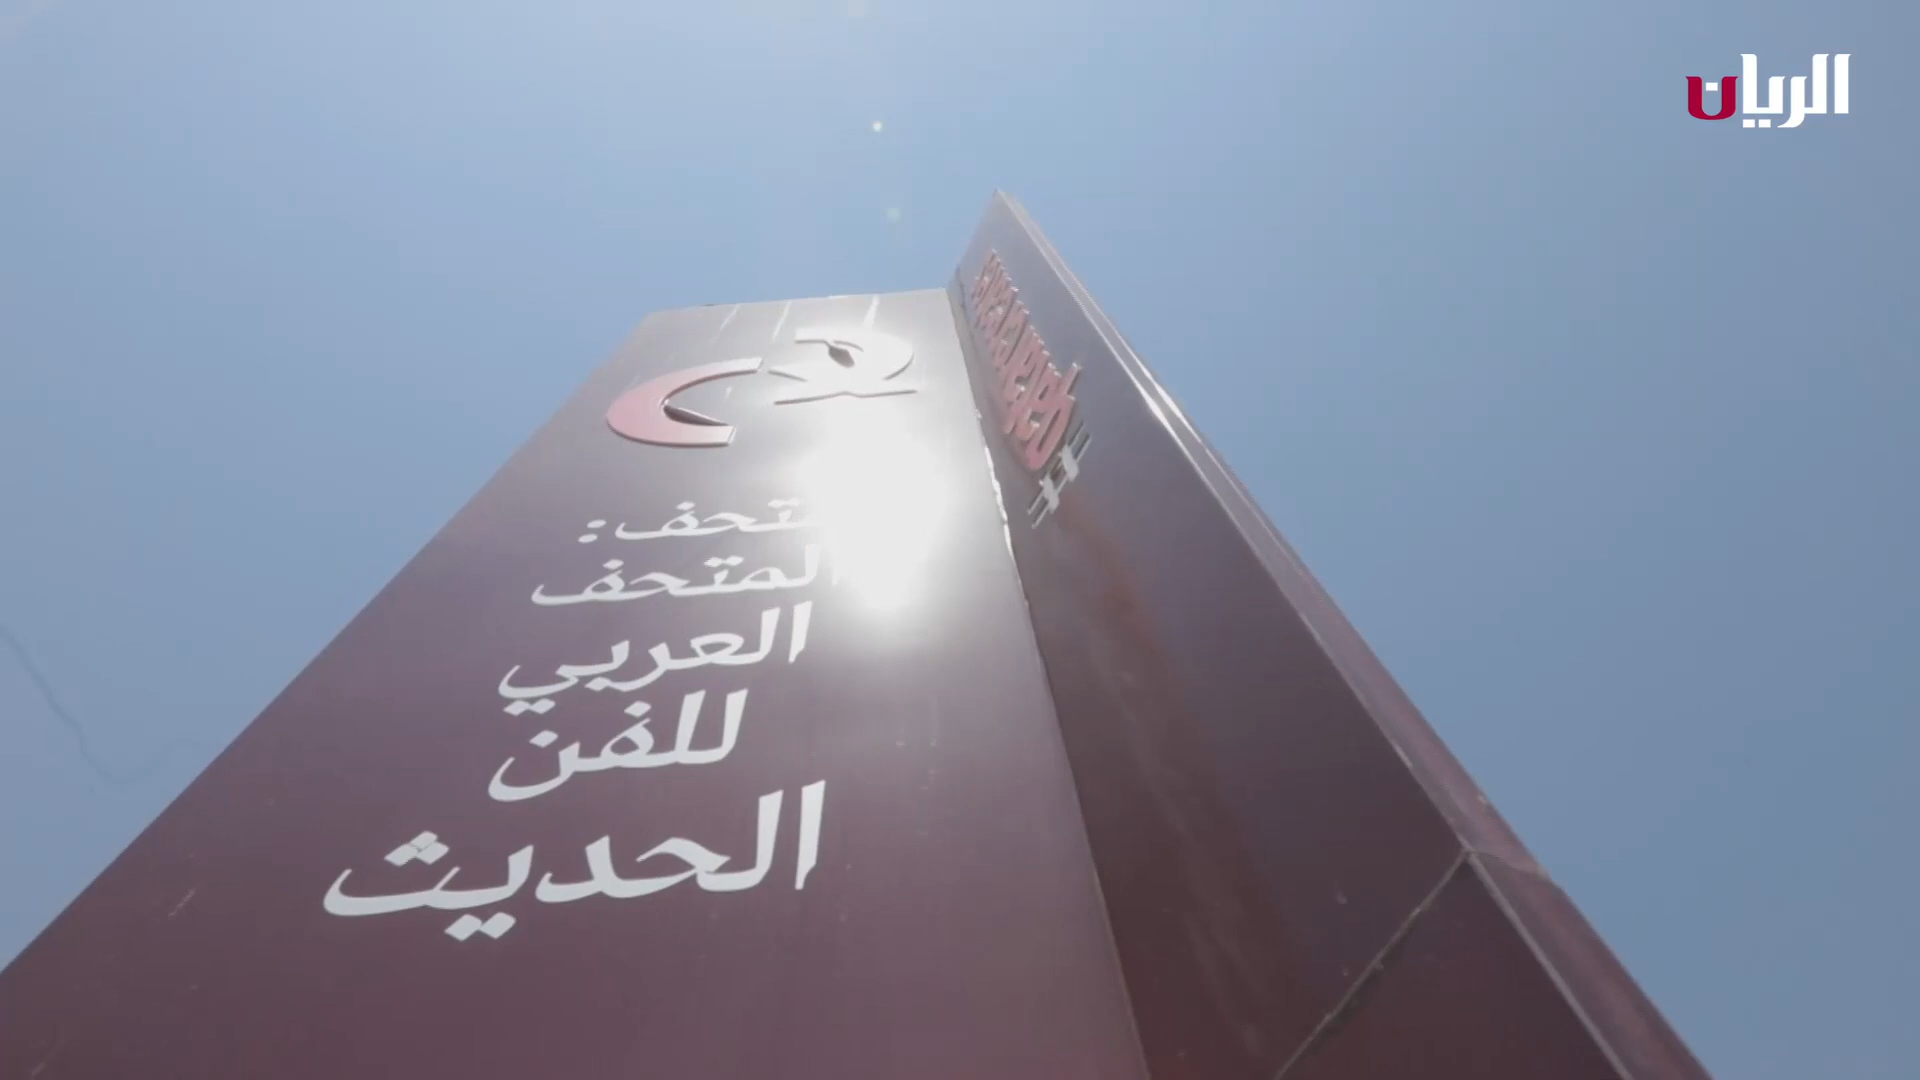 الريان
متحف:
المتحف
العربي
للفن
الحديث